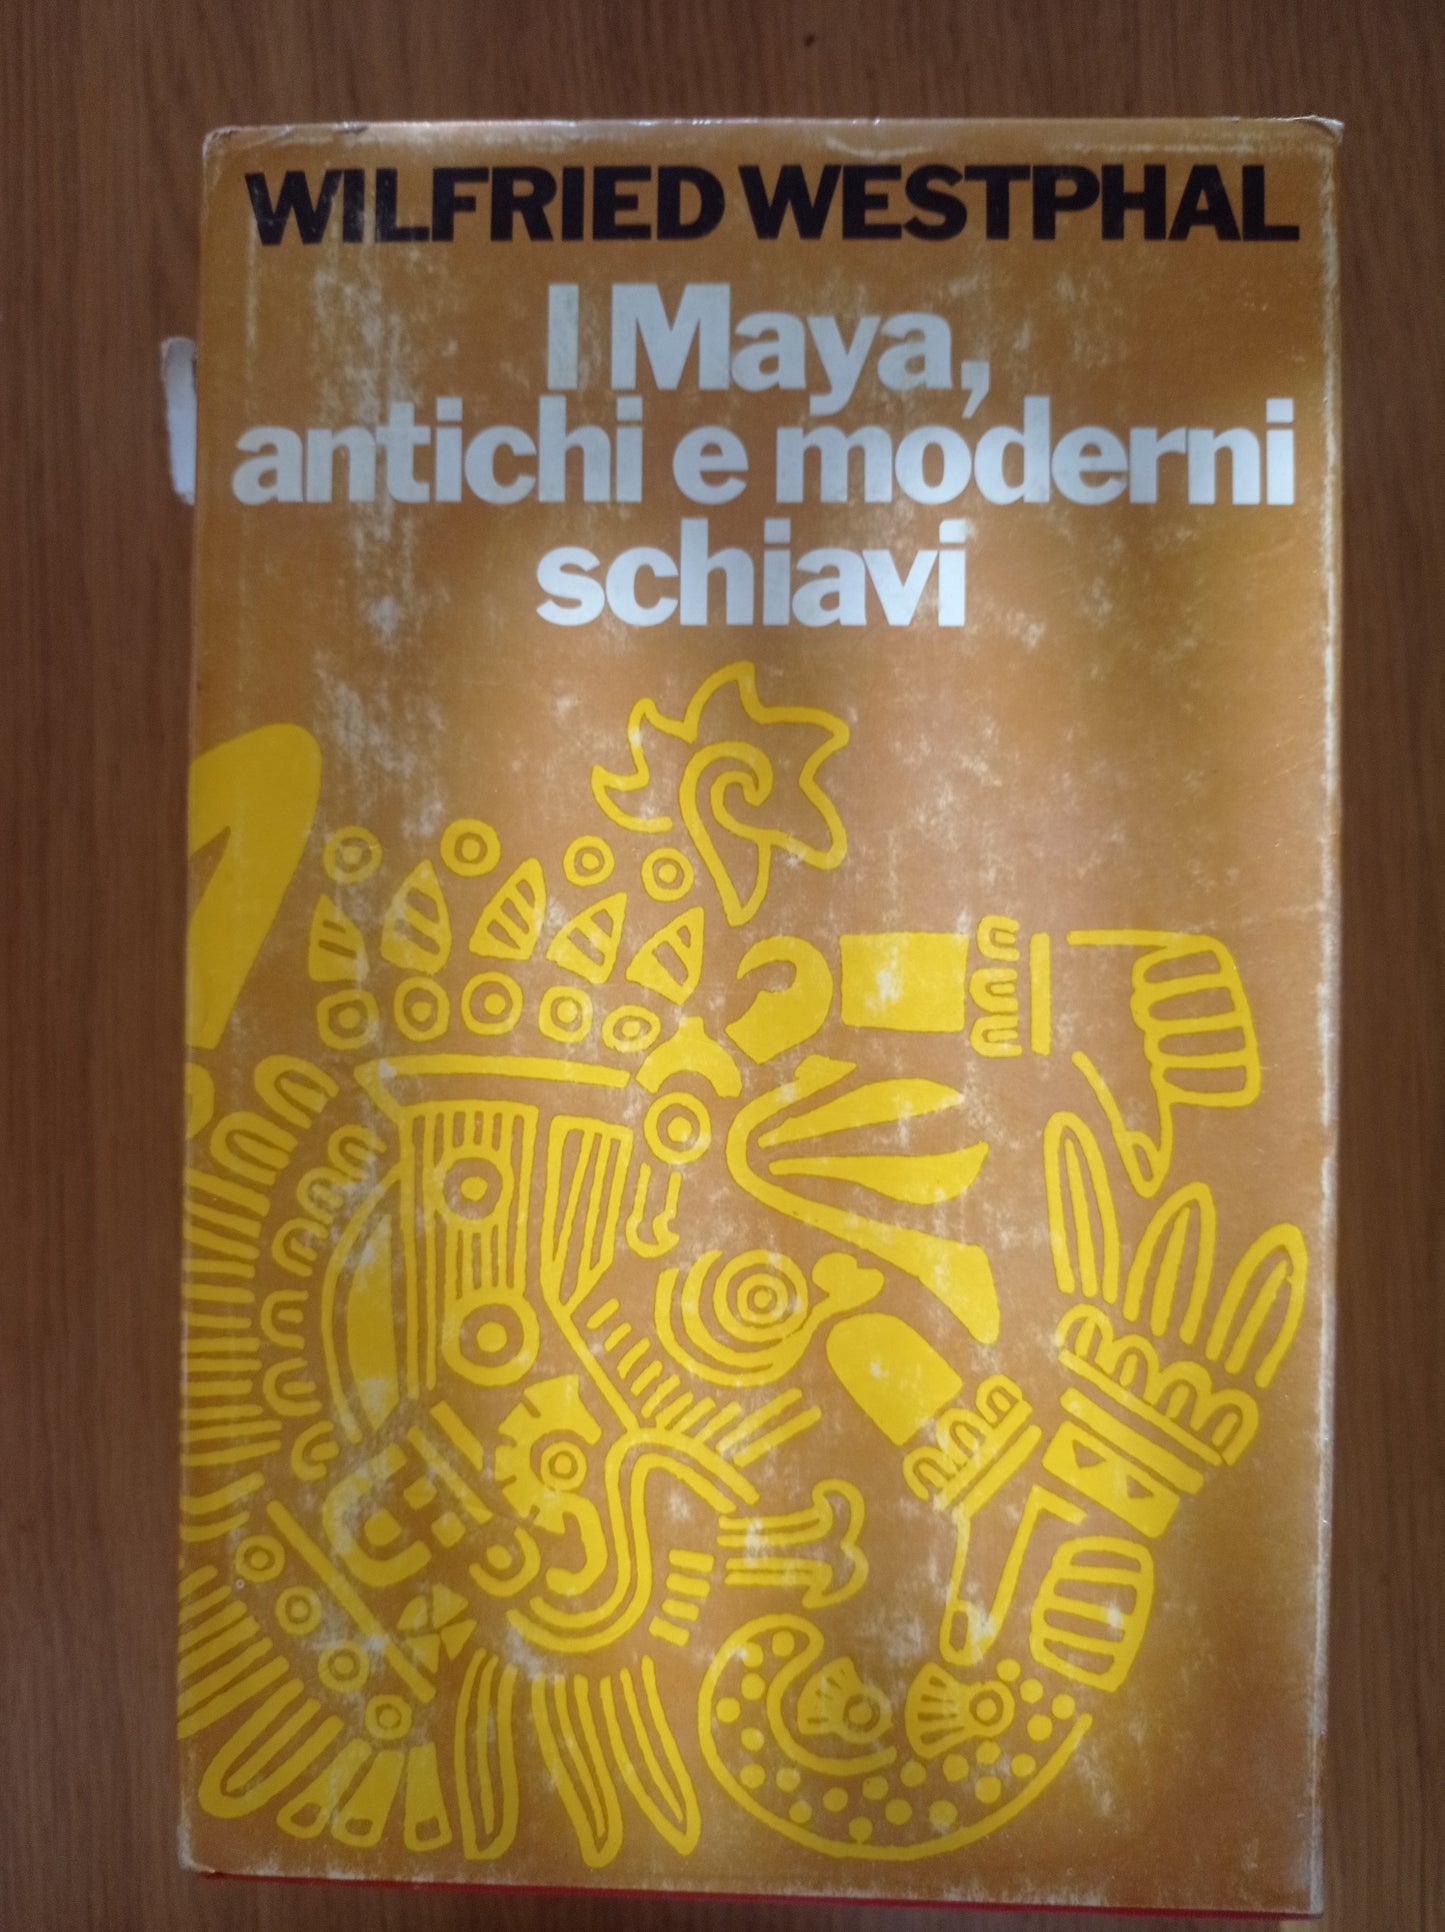 WILFRIED WESTPHAL
I Maya,
antichi e moderni
schiavi